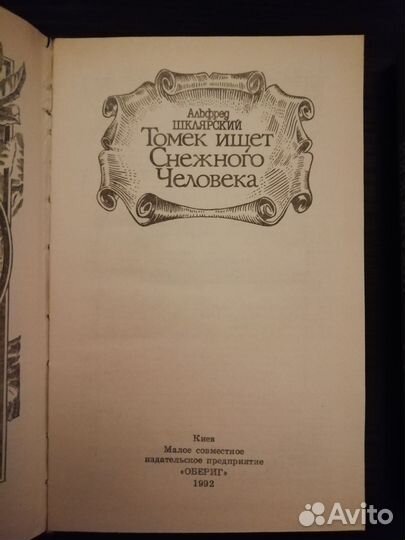 Альфред
Шклярский
Томек ищет
Снежного
Человека
Киев
Малое совместное
издательское предприятие
«ОБЕРИГ»
1992
Avito